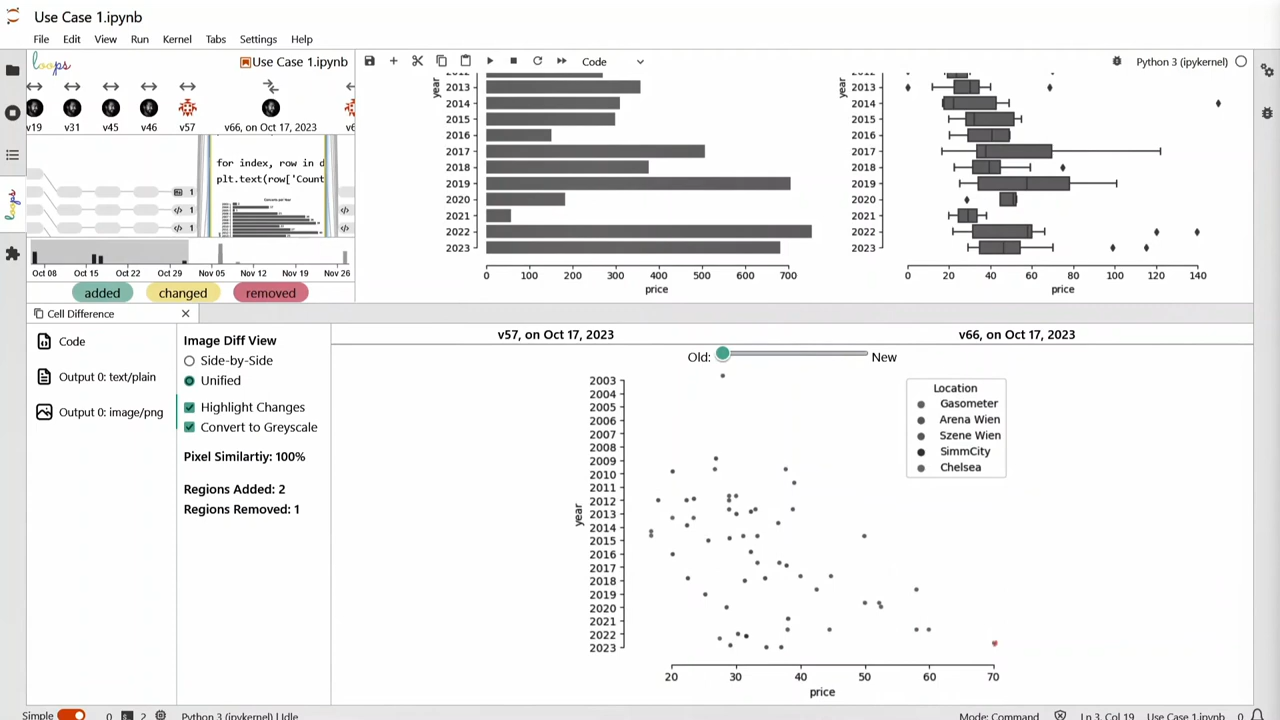 Use Case 1.ipynb
File Edit View Run Kernel Tabs Settings Help
loops
Use Case 1.ipynb
v19 v31 v45 v46 v57 v66, on Oct 17, 2023
for index, row in d
plt.text(row['Count
1
1
1
Oct 08 Oct 15 Oct 22 Oct 29 Nov 05 Nov 12 Nov 19 Nov 26
added changed removed
Code
Python 3 (ipykernel)
year
2012
2013
2014
2015
2016
2017
2018
2019
2020
2021
2022
2023
0 100 200 300 400 500 600 700
price
year
2012
2013
2014
2015
2016
2017
2018
2019
2020
2021
2022
2023
0 20 40 60 80 100 120 140
price
Cell Difference
Code
Output 0: text/plain
Output 0: image/png
Image Diff View
Side-by-Side
Unified
Highlight Changes
Convert to Greyscale
Pixel Similartiy: 100%
Regions Added: 2
Regions Removed: 1
v57, on Oct 17, 2023
v66, on Oct 17, 2023
Old: New
2003
2004
2005
2006
2007
2008
2009
2010
2011
2012
2013
2014
2015
2016
2017
2018
2019
2020
2021
2022
2023
year
20 30 40 50 60 70
price
Location
Gasometer
Arena Wien
Szene Wien
SimmCity
Chelsea
Simple 0 2 Python 3 (ipykernel) | Idle
Mode: Command Ln 3, Col 19 Use Case 1.ipynb 0